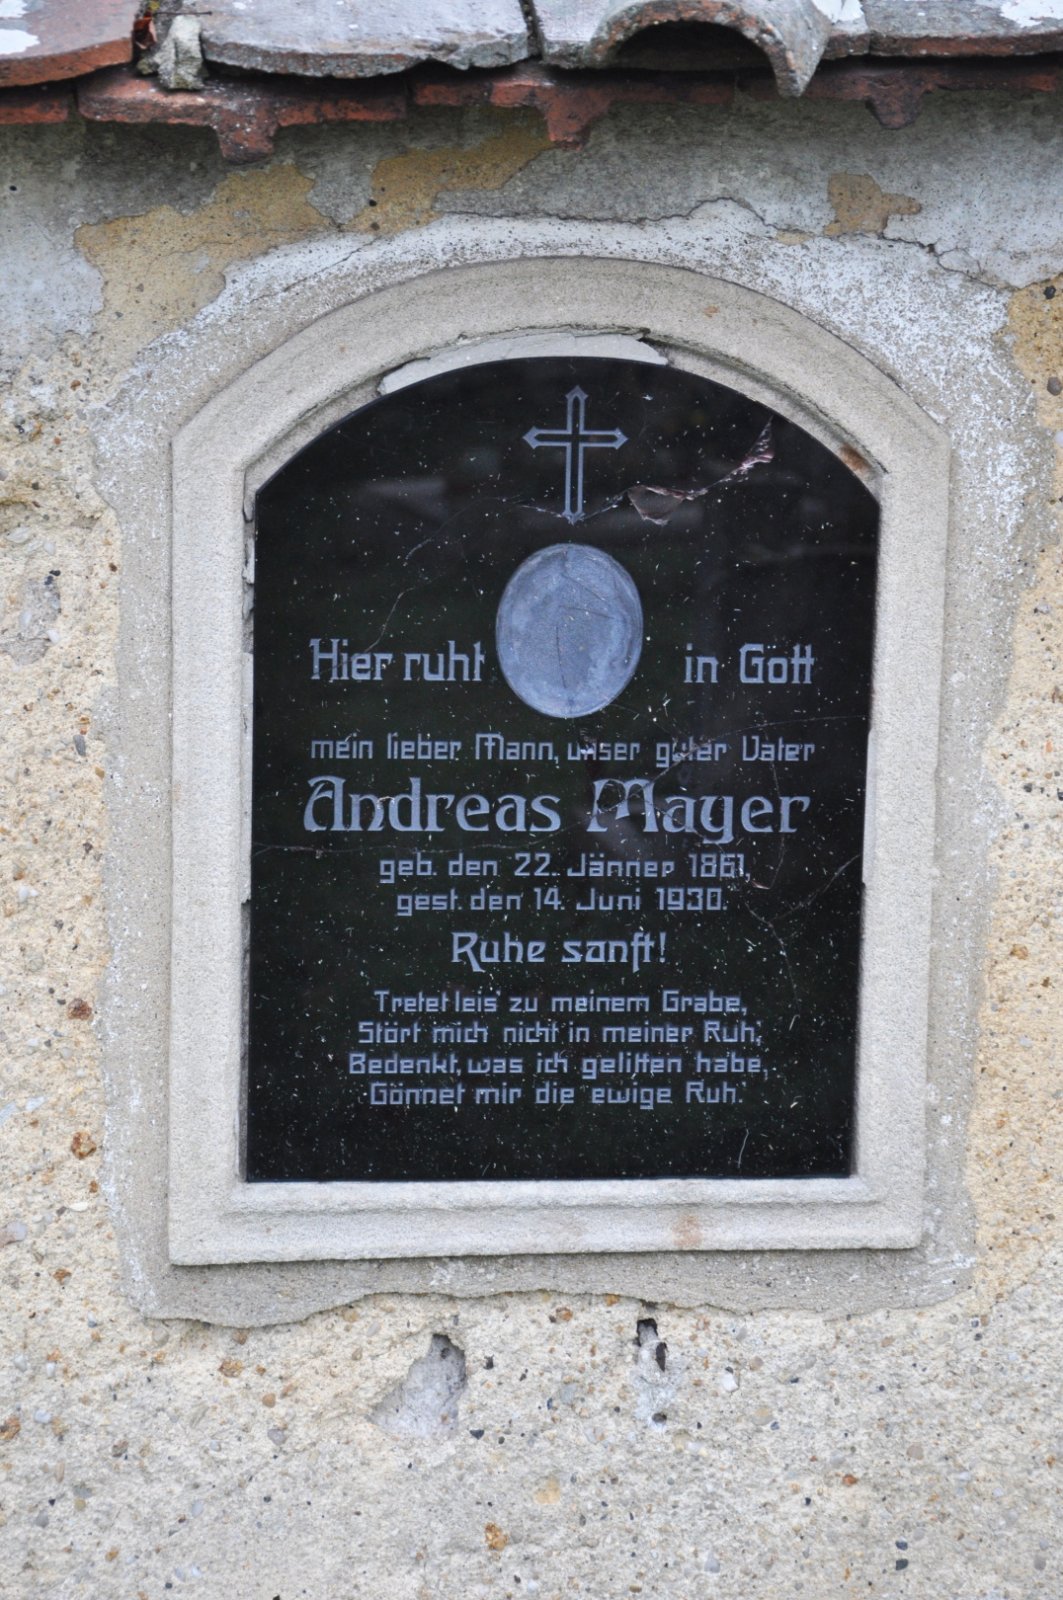 Hier ruht in Gott
mein lieber Mann, unser guter Vater
Andreas Mayer
geb. den 22. Jänner 1861,
gest. den 14. Juni 1930.
Ruhe sanft!
Tretet leis' zu meinem Grabe,
Stört mich nicht in meiner Ruh',
Bedenkt, was ich gelitten habe,
Gönnet mir die ewige Ruh.